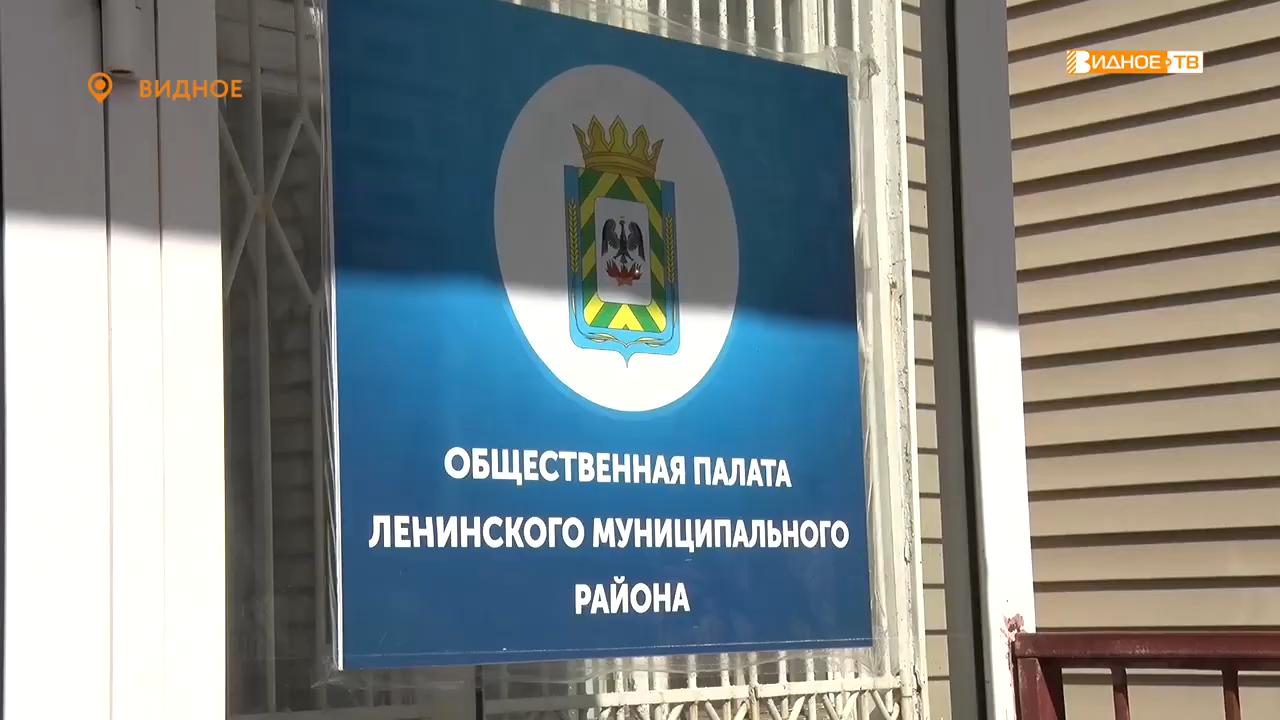 ВИДНОЕ
ВИДНОЕ ТВ
ОБЩЕСТВЕННАЯ ПАЛАТА
ЛЕНИНСКОГО МУНИЦИПАЛЬНОГО
РАЙОНА